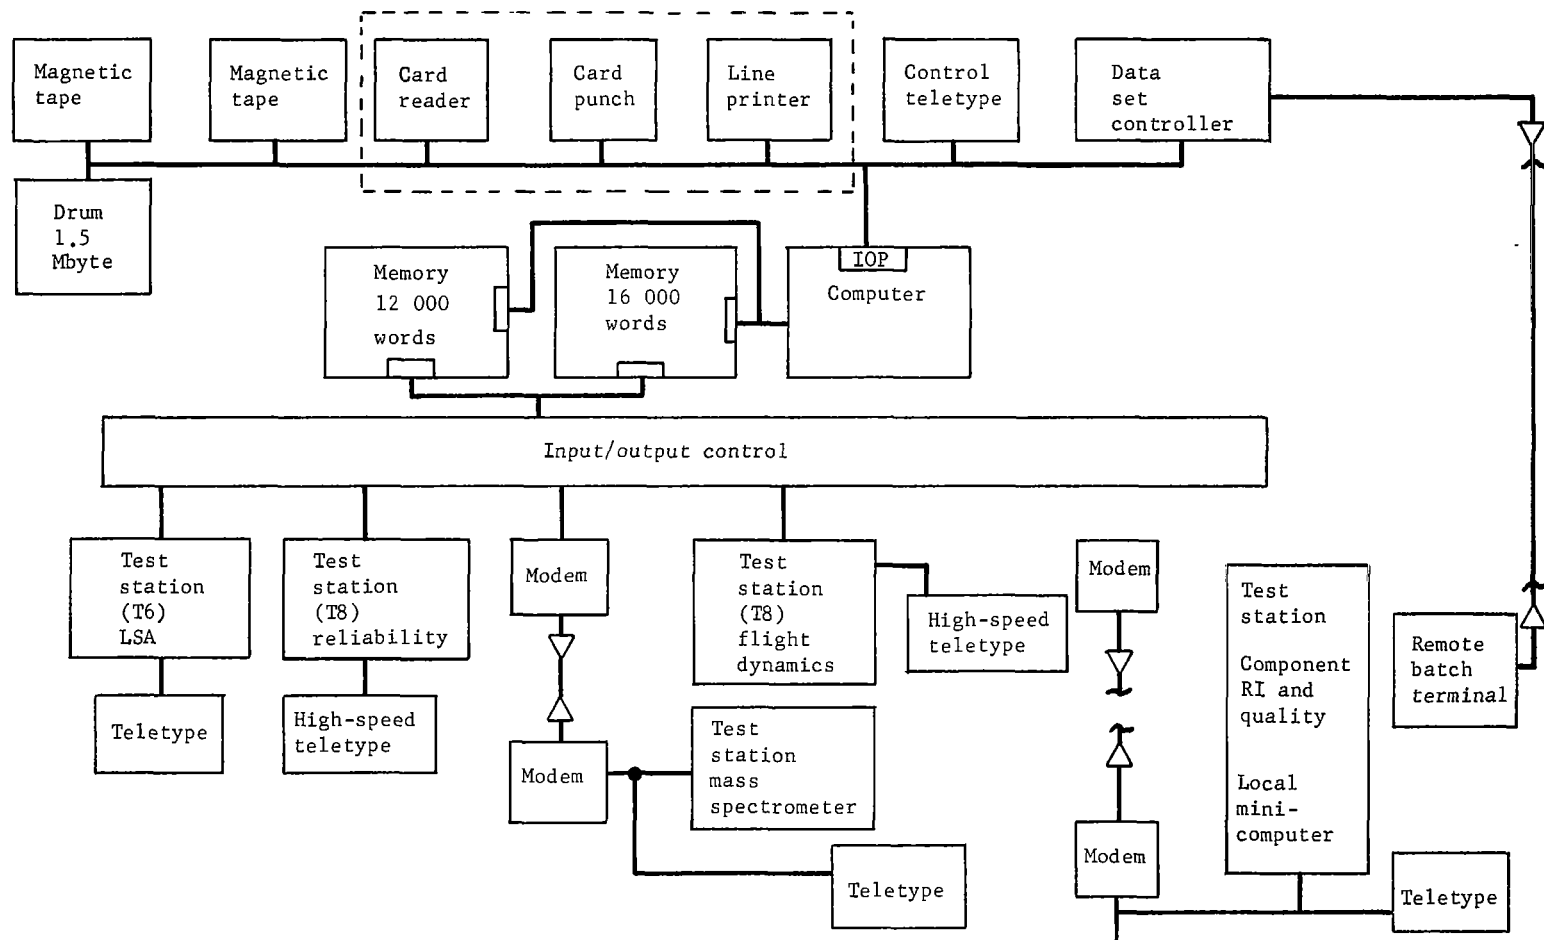 Magnetic
tape
Magnetic
tape
Card
reader
Card
punch
Line
printer
Control
teletype
Data
set
controller
Drum
1.5
Mbyte
Memory
12 000
words
Memory
16 000
words
IOP
Computer
Input/output control
Test
station
(T6)
LSA
Test
station
(T8)
reliability
Modem
Test
station
(T8)
flight
dynamics
High-speed
teletype
Modem
Test
station
Component
RI and
quality
Local
mini-
computer
Remote
batch
terminal
Teletype
High-speed
teletype
Modem
Test
station
mass
spectrometer
Teletype
Modem
Teletype